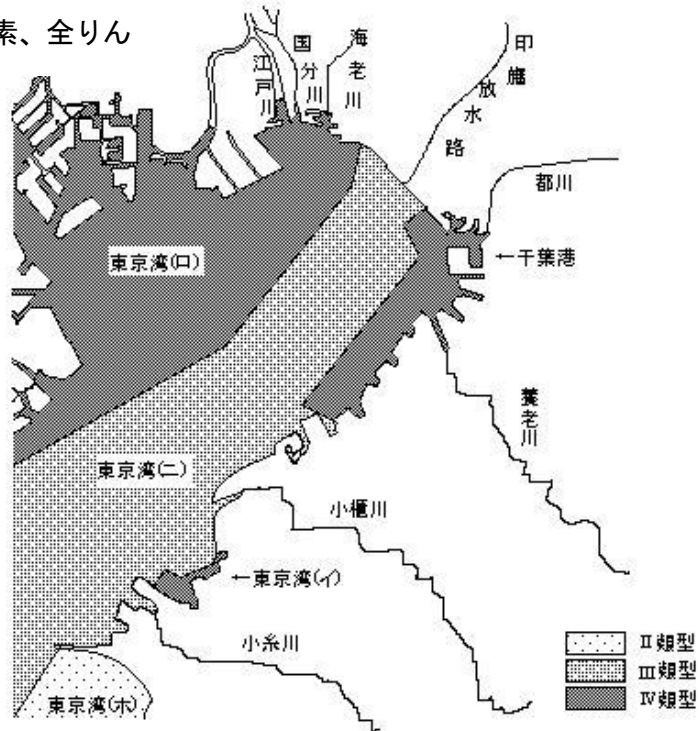 素、全りん
江戸川
国分川
海老川
印旛放水路
都川
東京湾(ロ)
←千葉港
養老川
東京湾(ニ)
小櫃川
←東京湾(イ)
小糸川
東京湾(ホ)
Ⅱ類型
Ⅲ類型
Ⅳ類型